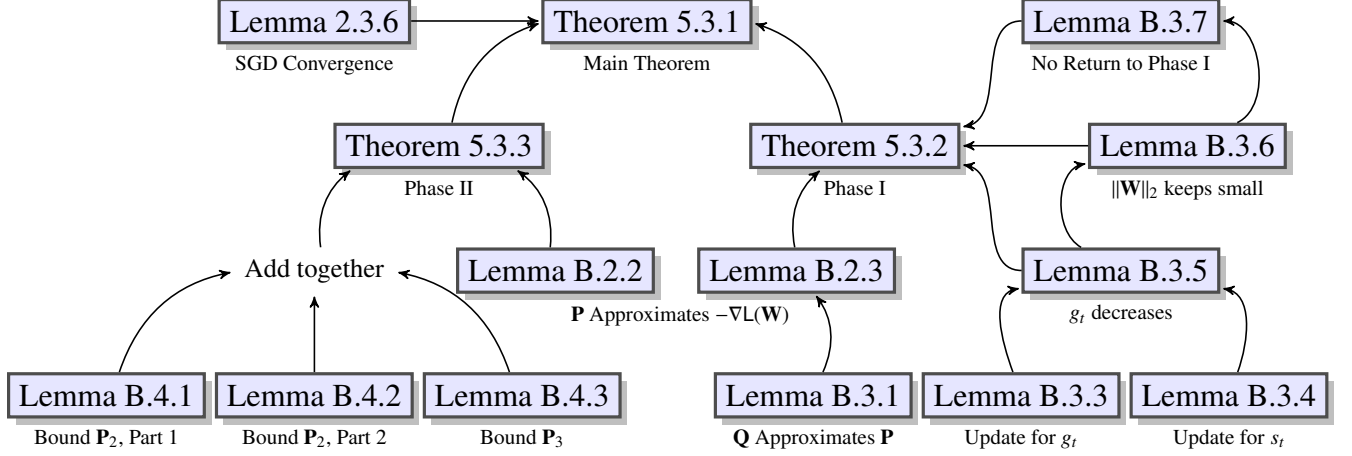 Lemma 2.3.6
Theorem 5.3.1
Lemma B.3.7
SGD Convergence
Main Theorem
No Return to Phase I
Theorem 5.3.3
Theorem 5.3.2
Lemma B.3.6
Phase II
Phase I
||W||₂ keeps small
Add together
Lemma B.2.2
Lemma B.2.3
Lemma B.3.5
P Approximates −∇L(W)
gₜ decreases
Lemma B.4.1
Lemma B.4.2
Lemma B.4.3
Lemma B.3.1
Lemma B.3.3
Lemma B.3.4
Bound P₂, Part 1
Bound P₂, Part 2
Bound P₃
Q Approximates P
Update for gₜ
Update for sₜ